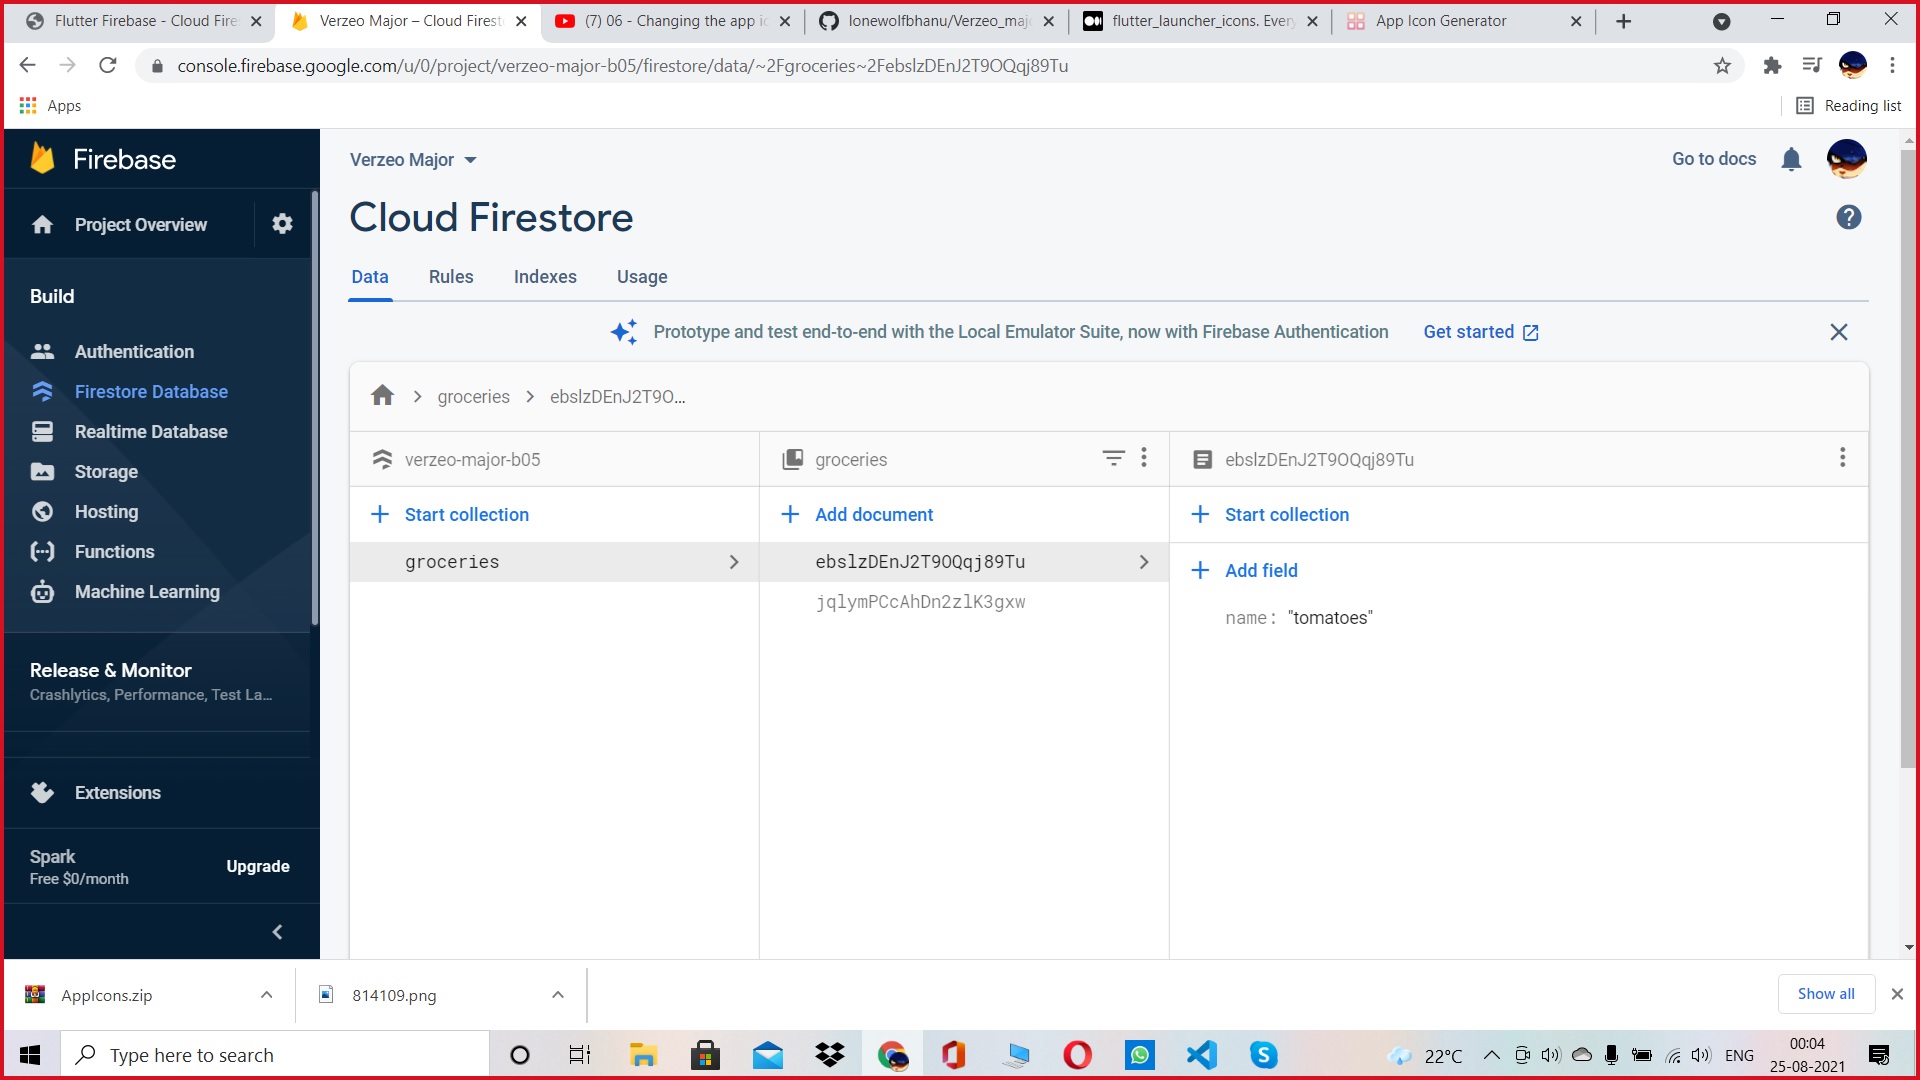 Flutter Firebase - Cloud Fire
Verzeo Major – Cloud Firest
(7) 06 - Changing the app ic
lonewolfbhanu/Verzeo_maj
flutter_launcher_icons. Every
App Icon Generator
console.firebase.google.com/u/0/project/verzeo-major-b05/firestore/data/~2Fgroceries~2FebslzDEnJ2T9OQqj89Tu
Apps
Reading list
Firebase
Project Overview
Build
Authentication
Firestore Database
Realtime Database
Storage
Hosting
Functions
Machine Learning
Release & Monitor
Crashlytics, Performance, Test La...
Extensions
Spark
Free $0/month
Upgrade
Verzeo Major
Go to docs
Cloud Firestore
Data
Rules
Indexes
Usage
Prototype and test end-to-end with the Local Emulator Suite, now with Firebase Authentication
Get started
groceries
ebslzDEnJ2T9O...
verzeo-major-b05
groceries
ebslzDEnJ2T9OQqj89Tu
Start collection
Add document
Start collection
groceries
ebslzDEnJ2T9OQqj89Tu
Add field
jqlymPCcAhDn2zlK3gxw
name: "tomatoes"
AppIcons.zip
814109.png
Show all
Type here to search
22°C
ENG
00:04
25-08-2021